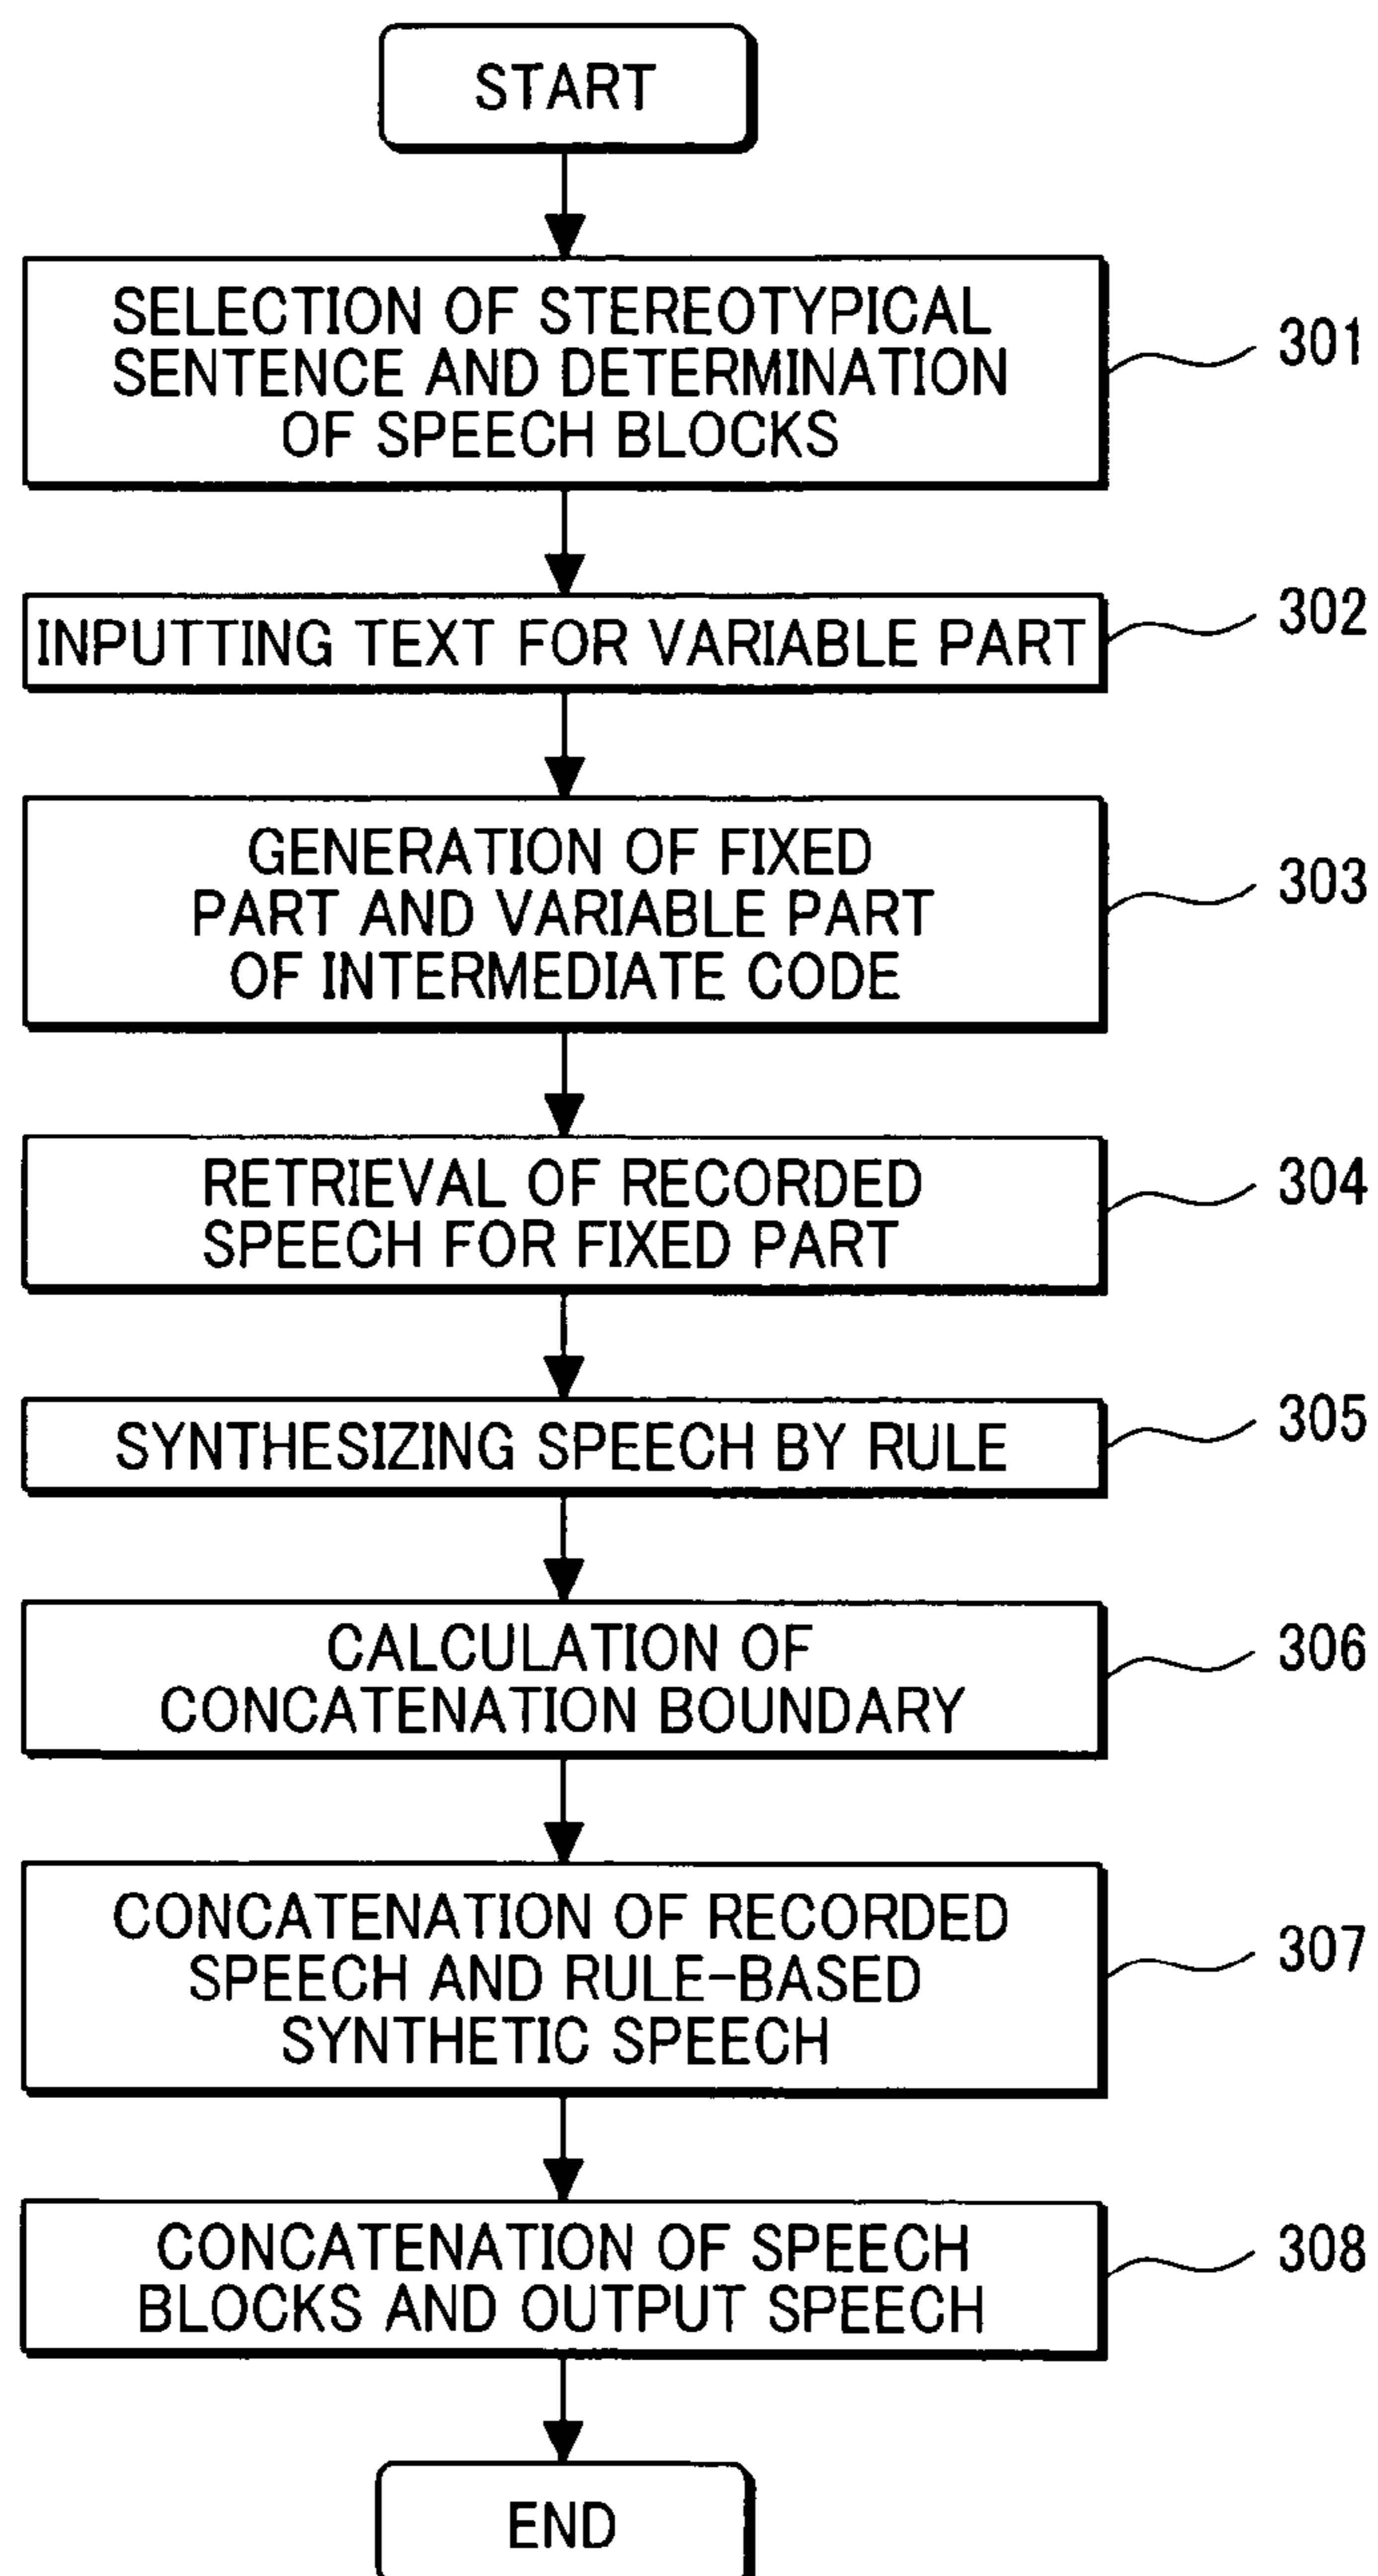 START
SELECTION OF STEREOTYPICAL
SENTENCE AND DETERMINATION
OF SPEECH BLOCKS
301
INPUTTING TEXT FOR VARIABLE PART
302
GENERATION OF FIXED
PART AND VARIABLE PART
OF INTERMEDIATE CODE
303
RETRIEVAL OF RECORDED
SPEECH FOR FIXED PART
304
SYNTHESIZING SPEECH BY RULE
305
CALCULATION OF
CONCATENATION BOUNDARY
306
CONCATENATION OF RECORDED
SPEECH AND RULE-BASED
SYNTHETIC SPEECH
307
CONCATENATION OF SPEECH
BLOCKS AND OUTPUT SPEECH
308
END